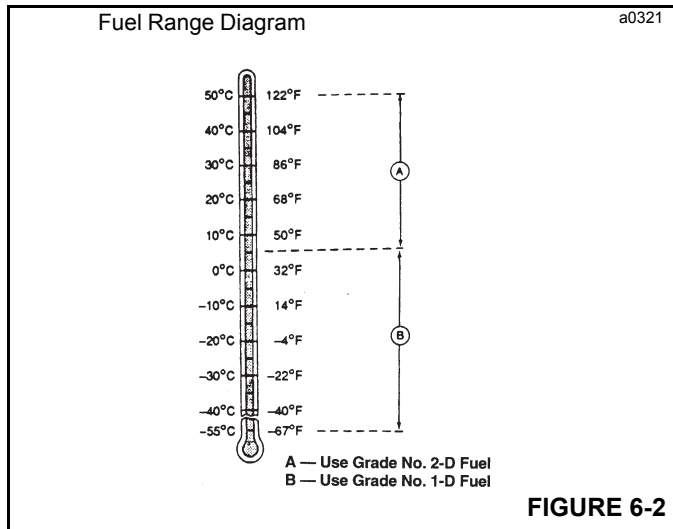 Fuel Range Diagram
a0321
50°C 122°F
40°C 104°F
30°C 86°F
A
20°C 68°F
10°C 50°F
0°C 32°F
–10°C 14°F
B
–20°C –4°F
–30°C –22°F
–40°C –40°F
–55°C –67°F
A — Use Grade No. 2-D Fuel
B — Use Grade No. 1-D Fuel
FIGURE 6-2